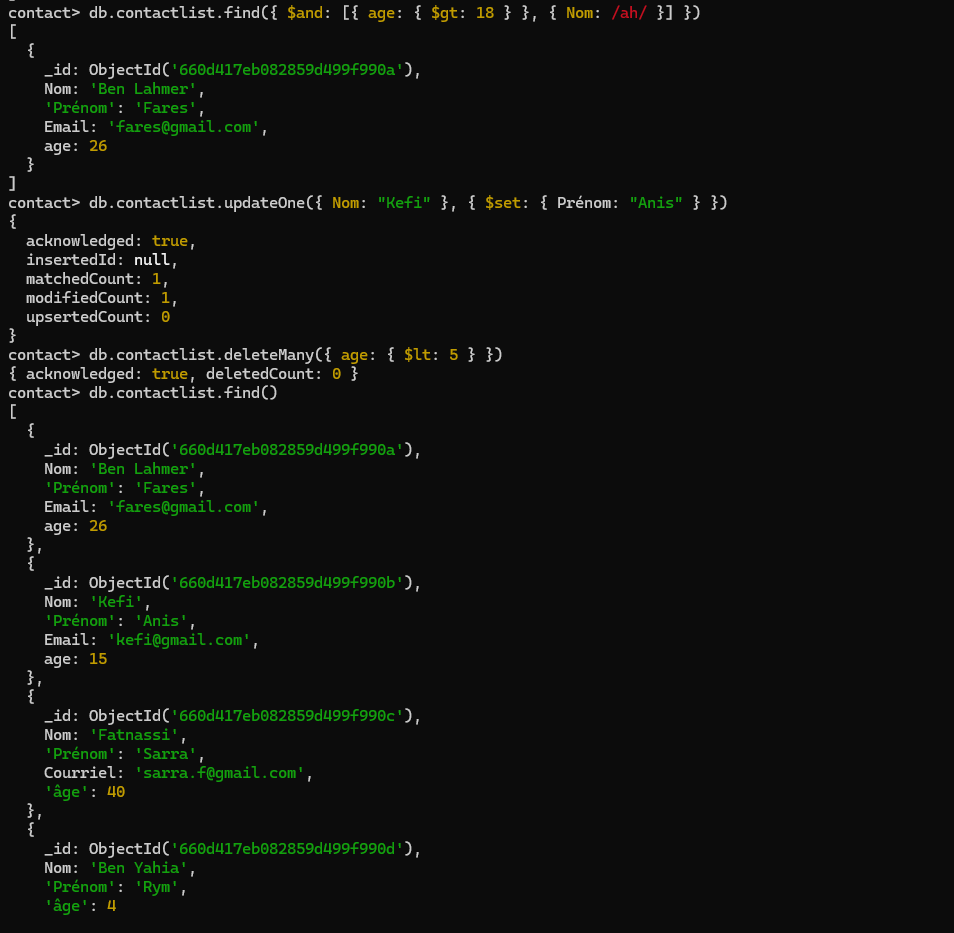 contact> db.contactlist.find({ $and: [{ age: { $gt: 18 } }, { Nom: /ah/ }] })
[
  {
    _id: ObjectId('660d417eb082859d499f990a'),
    Nom: 'Ben Lahmer',
    'Prénom': 'Fares',
    Email: 'fares@gmail.com',
    age: 26
  }
]
contact> db.contactlist.updateOne({ Nom: "Kefi" }, { $set: { Prénom: "Anis" } })
{
  acknowledged: true,
  insertedId: null,
  matchedCount: 1,
  modifiedCount: 1,
  upsertedCount: 0
}
contact> db.contactlist.deleteMany({ age: { $lt: 5 } })
{ acknowledged: true, deletedCount: 0 }
contact> db.contactlist.find()
[
  {
    _id: ObjectId('660d417eb082859d499f990a'),
    Nom: 'Ben Lahmer',
    'Prénom': 'Fares',
    Email: 'fares@gmail.com',
    age: 26
  },
  {
    _id: ObjectId('660d417eb082859d499f990b'),
    Nom: 'Kefi',
    'Prénom': 'Anis',
    Email: 'kefi@gmail.com',
    age: 15
  },
  {
    _id: ObjectId('660d417eb082859d499f990c'),
    Nom: 'Fatnassi',
    'Prénom': 'Sarra',
    Courriel: 'sarra.f@gmail.com',
    'âge': 40
  },
  {
    _id: ObjectId('660d417eb082859d499f990d'),
    Nom: 'Ben Yahia',
    'Prénom': 'Rym',
    'âge': 4